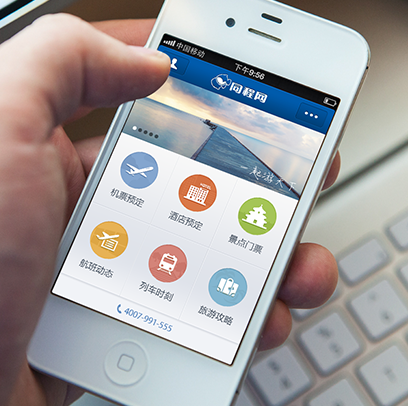 中国移动
下午9:56
同程网
一起游天下
机票预定
酒店预定
景点门票
航班动态
列车时刻
旅游攻略
4007-991-555